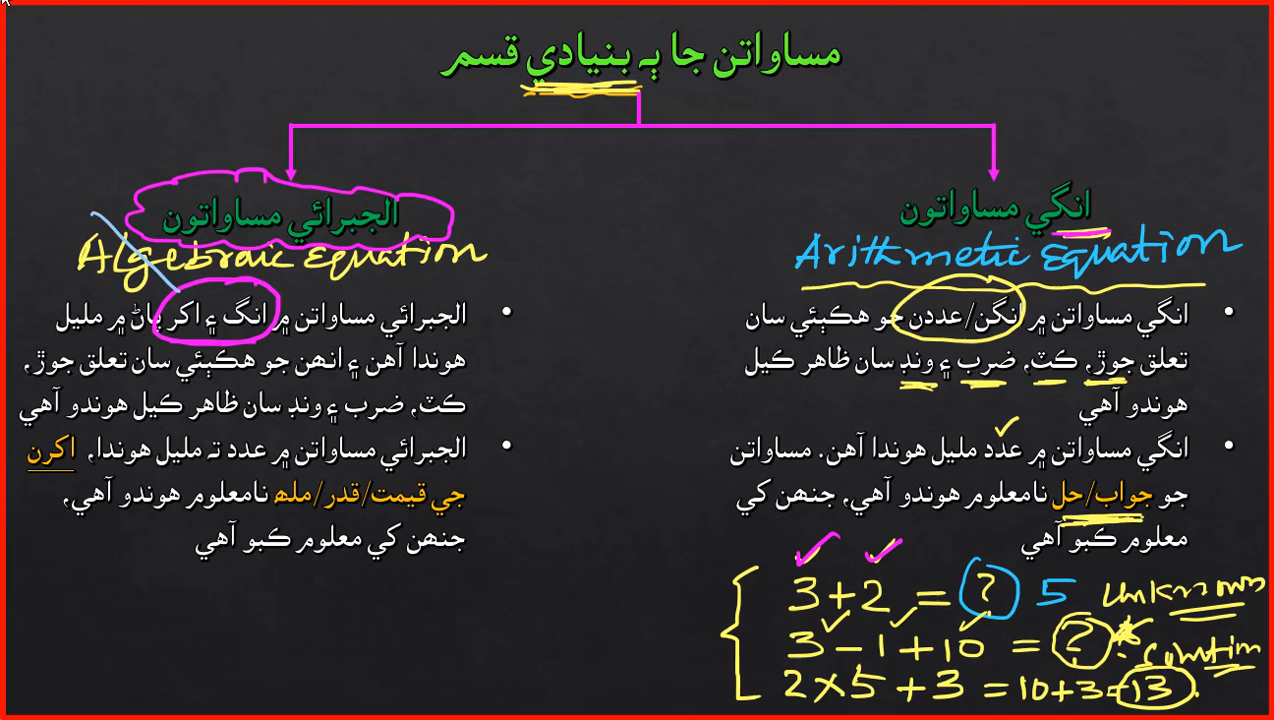 مساواتن جا ٻه بنيادي قسم
انگي مساواتون
Arithmetic Equation
انگي مساواتن ۾ انگن/عددن جو هڪٻئي سان
تعلق جوڙ، ڪٽ، ضرب ۽ ونڊ سان ظاهر ڪيل
هوندو آهي
انگي مساواتن ۾ عدد مليل هوندا آهن. مساواتن
جو جواب/حل نامعلوم هوندو آهي، جنهن کي
معلوم ڪبو آهي
3 + 2 = ? 5 unknown
3 - 1 + 10 = ? solution
2 × 5 + 3 = 10 + 3 = 13
الجبرائي مساواتون
Algebraic Equation
الجبرائي مساواتن ۾ انگ ۽ اکر پاڻ ۾ مليل
هوندا آهن ۽ انهن جو هڪٻئي سان تعلق جوڙ،
ڪٽ، ضرب ۽ ونڊ سان ظاهر ڪيل هوندو آهي
الجبرائي مساواتن ۾ عدد ته مليل هوندا، اکرن
جي قيمت/قدر/ملھ نامعلوم هوندو آهي،
جنهن کي معلوم ڪبو آهي